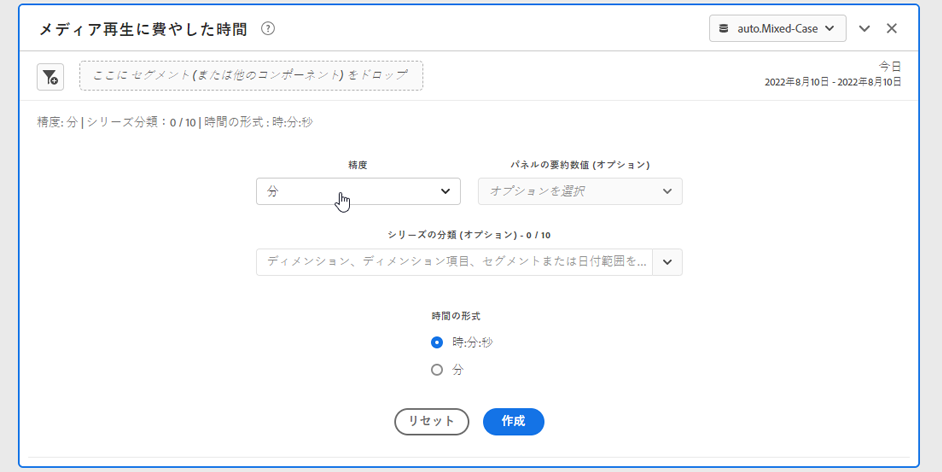 メディア再生に費やした時間 ?
auto.Mixed-Case
ここに セグメント (または他のコンポーネント) をドロップ
今日
2022年8月10日 - 2022年8月10日
精度: 分 | シリーズ分類：0 / 10 | 時間の形式 : 時:分:秒
精度
パネルの要約数値 (オプション)
分
オプションを選択
シリーズの分類 (オプション) - 0 / 10
ディメンション、ディメンション項目、セグメントまたは日付範囲を...
時間の形式
時:分:秒
分
リセット
作成